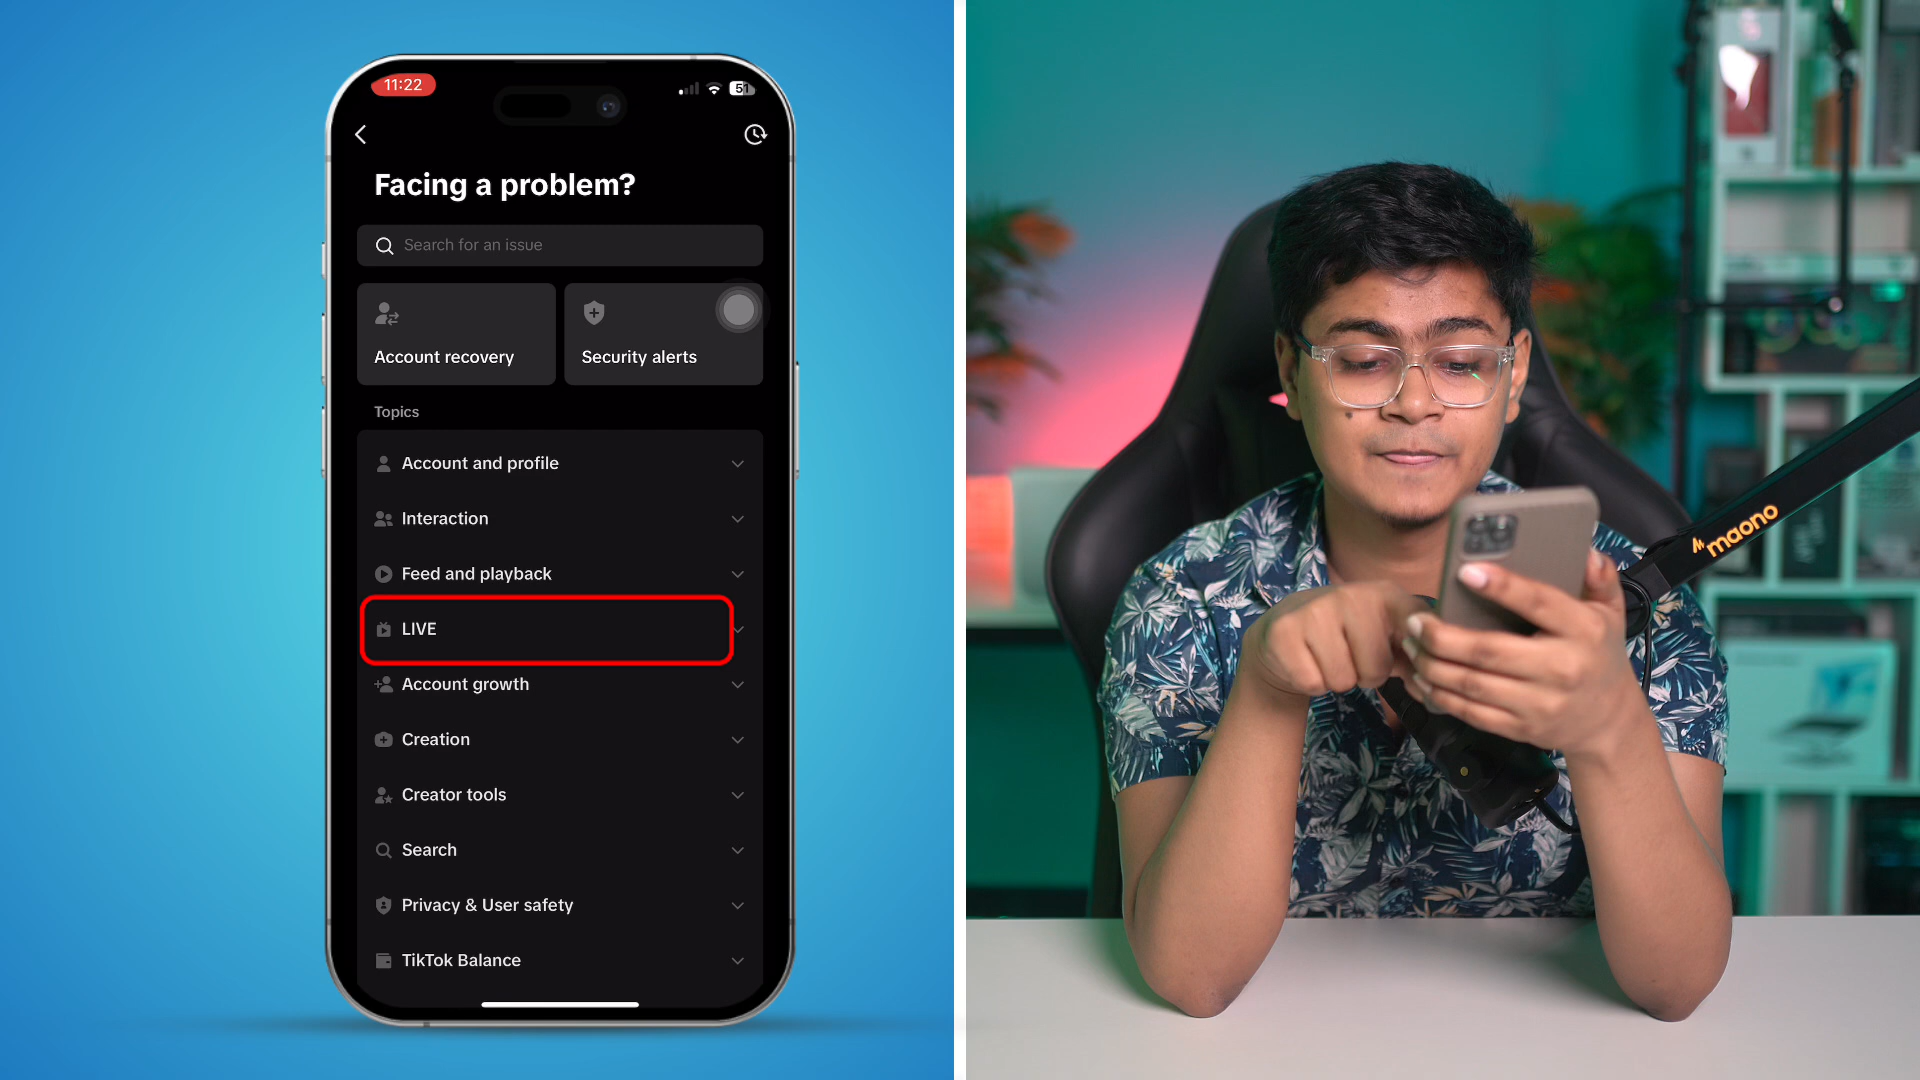 11:22
51
Facing a problem?
Search for an issue
Account recovery
Security alerts
Topics
Account and profile
Interaction
Feed and playback
LIVE
Account growth
Creation
Creator tools
Search
Privacy & User safety
TikTok Balance
maono